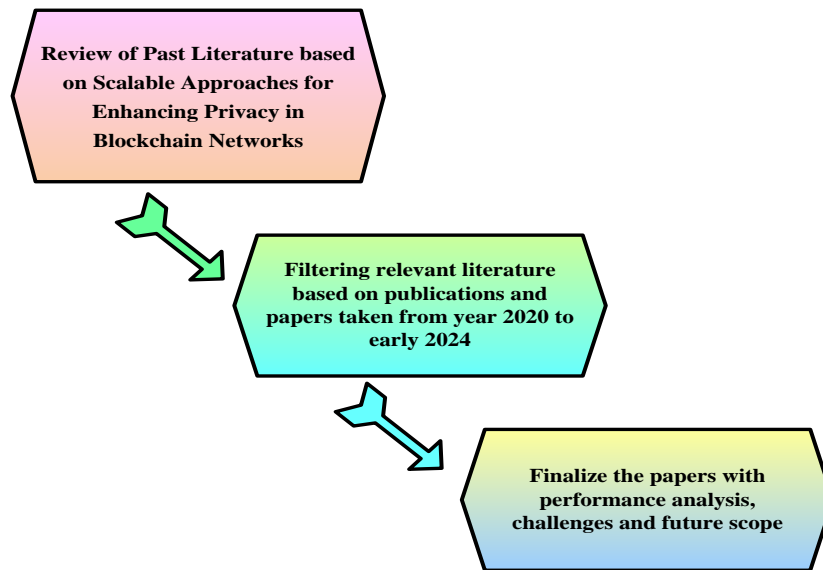 Review of Past Literature based
on Scalable Approaches for
Enhancing Privacy in
Blockchain Networks
Filtering relevant literature
based on publications and
papers taken from year 2020 to
early 2024
Finalize the papers with
performance analysis,
challenges and future scope